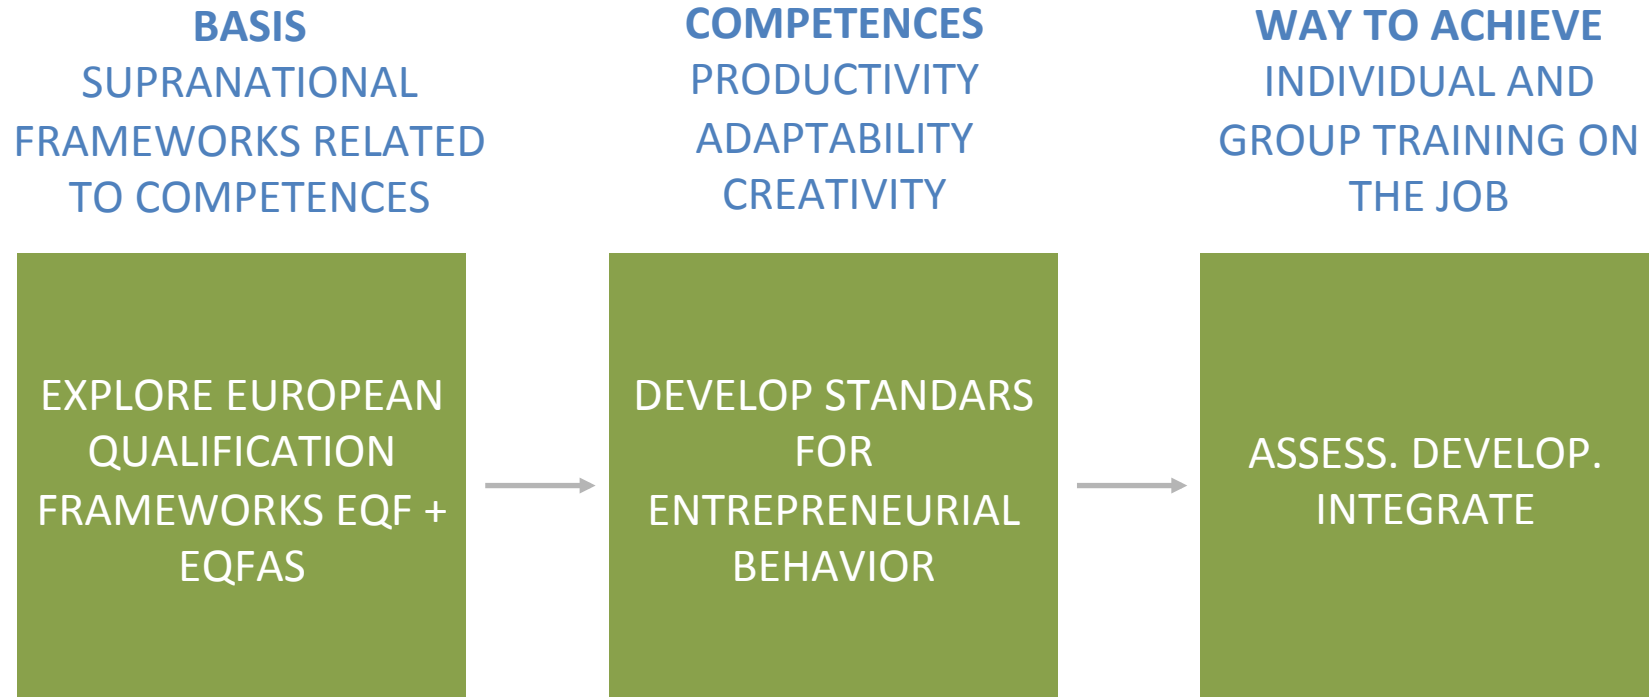 BASIS
SUPRANATIONAL
FRAMEWORKS RELATED
TO COMPETENCES
COMPETENCES
PRODUCTIVITY
ADAPTABILITY
CREATIVITY
WAY TO ACHIEVE
INDIVIDUAL AND
GROUP TRAINING ON
THE JOB
EXPLORE EUROPEAN
QUALIFICATION
FRAMEWORKS EQF +
EQFAS
DEVELOP STANDARS
FOR
ENTREPRENEURIAL
BEHAVIOR
ASSESS. DEVELOP.
INTEGRATE